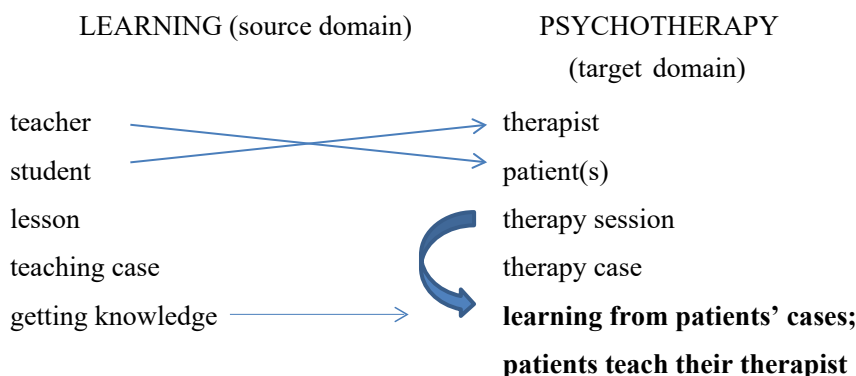 LEARNING (source domain) PSYCHOTHERAPY
(target domain)
teacher therapist
student patient(s)
lesson therapy session
teaching case therapy case
getting knowledge learning from patients’ cases;
patients teach their therapist